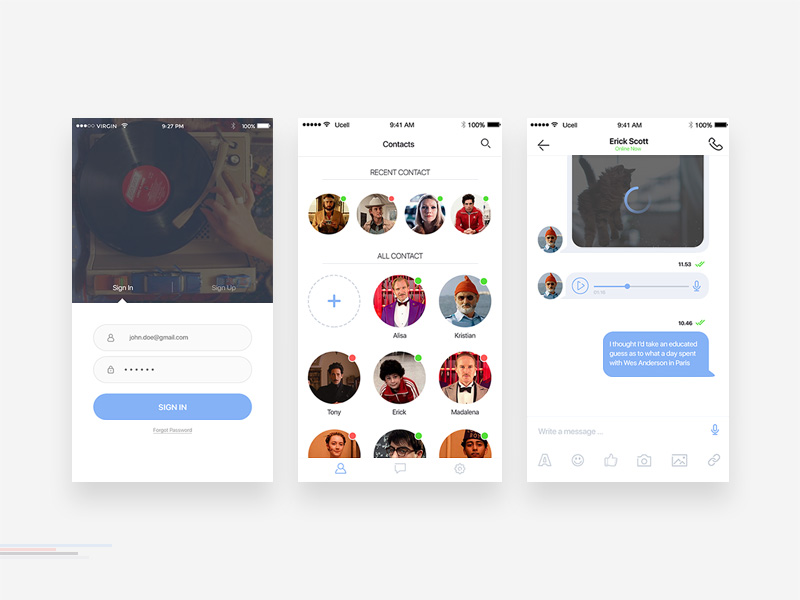 VIRGIN
9:27 PM
100%
Sign In
Sign Up
john.doe@gmail.com
SIGN IN
Forgot Password
Ucell
9:41 AM
100%
Contacts
RECENT CONTACT
ALL CONTACT
Alisa
Kristian
Tony
Erick
Madalena
Ucell
9:41 AM
100%
Erick Scott
Online Now
11.53
10:46
I thought I'd take an educated
guess as to what a day spent
with Wes Anderson in Paris
Write a message...